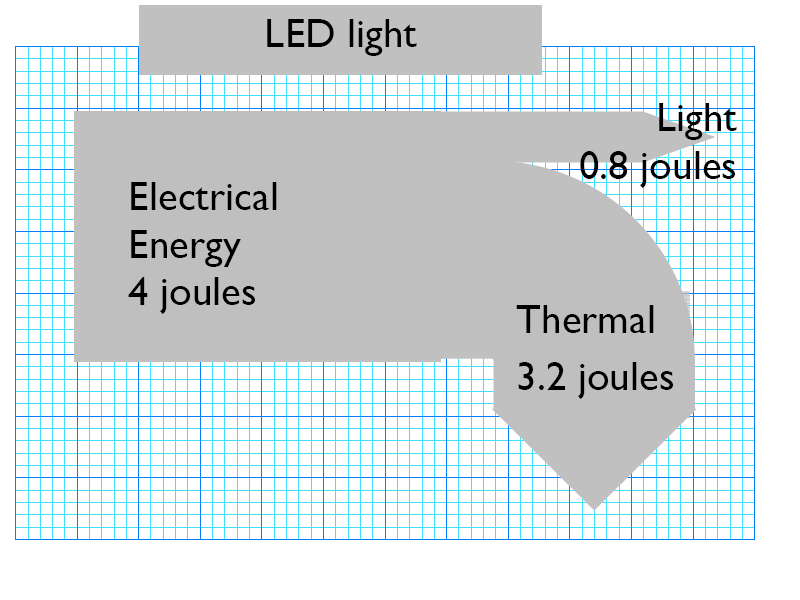 LED light
Light
0.8 joules
Electrical
Energy
4 joules
Thermal
3.2 joules